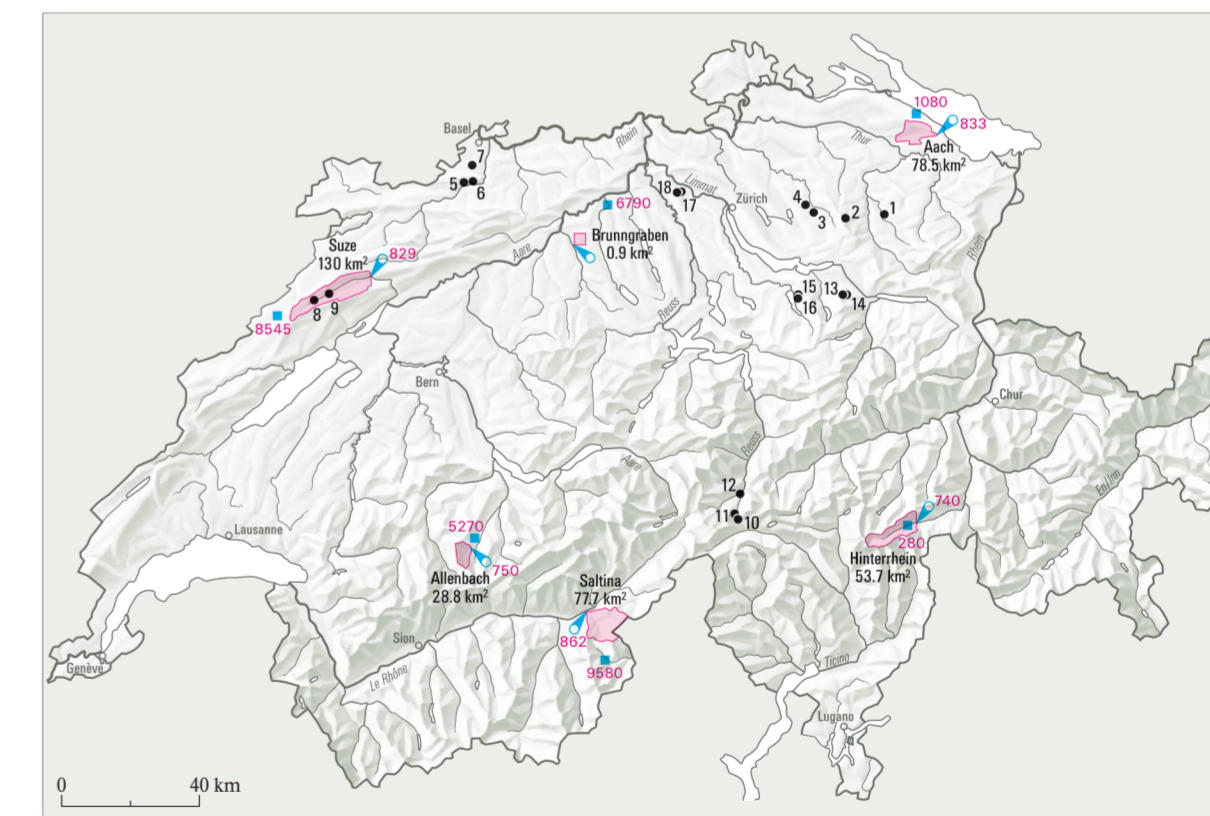 1080
833
Aach
78.5 km²
Thur
Basel
Rhein
7
5
6
Limmat
18
17
Zürich
4
3
2
1
6790
Brunngraben
0.9 km²
Suze
130 km²
829
Aare
Rhein
8
9
8545
15
16
13
14
Reuss
Bern
Chur
Reuss
Aare
12
11
10
En/Inn
740
280
Hinterrhein
53.7 km²
Lausanne
5270
750
Allenbach
28.8 km²
Saltina
77.7 km²
862
9580
Sion
Genève
Le Rhône
Ticino
Lugano
0
40 km